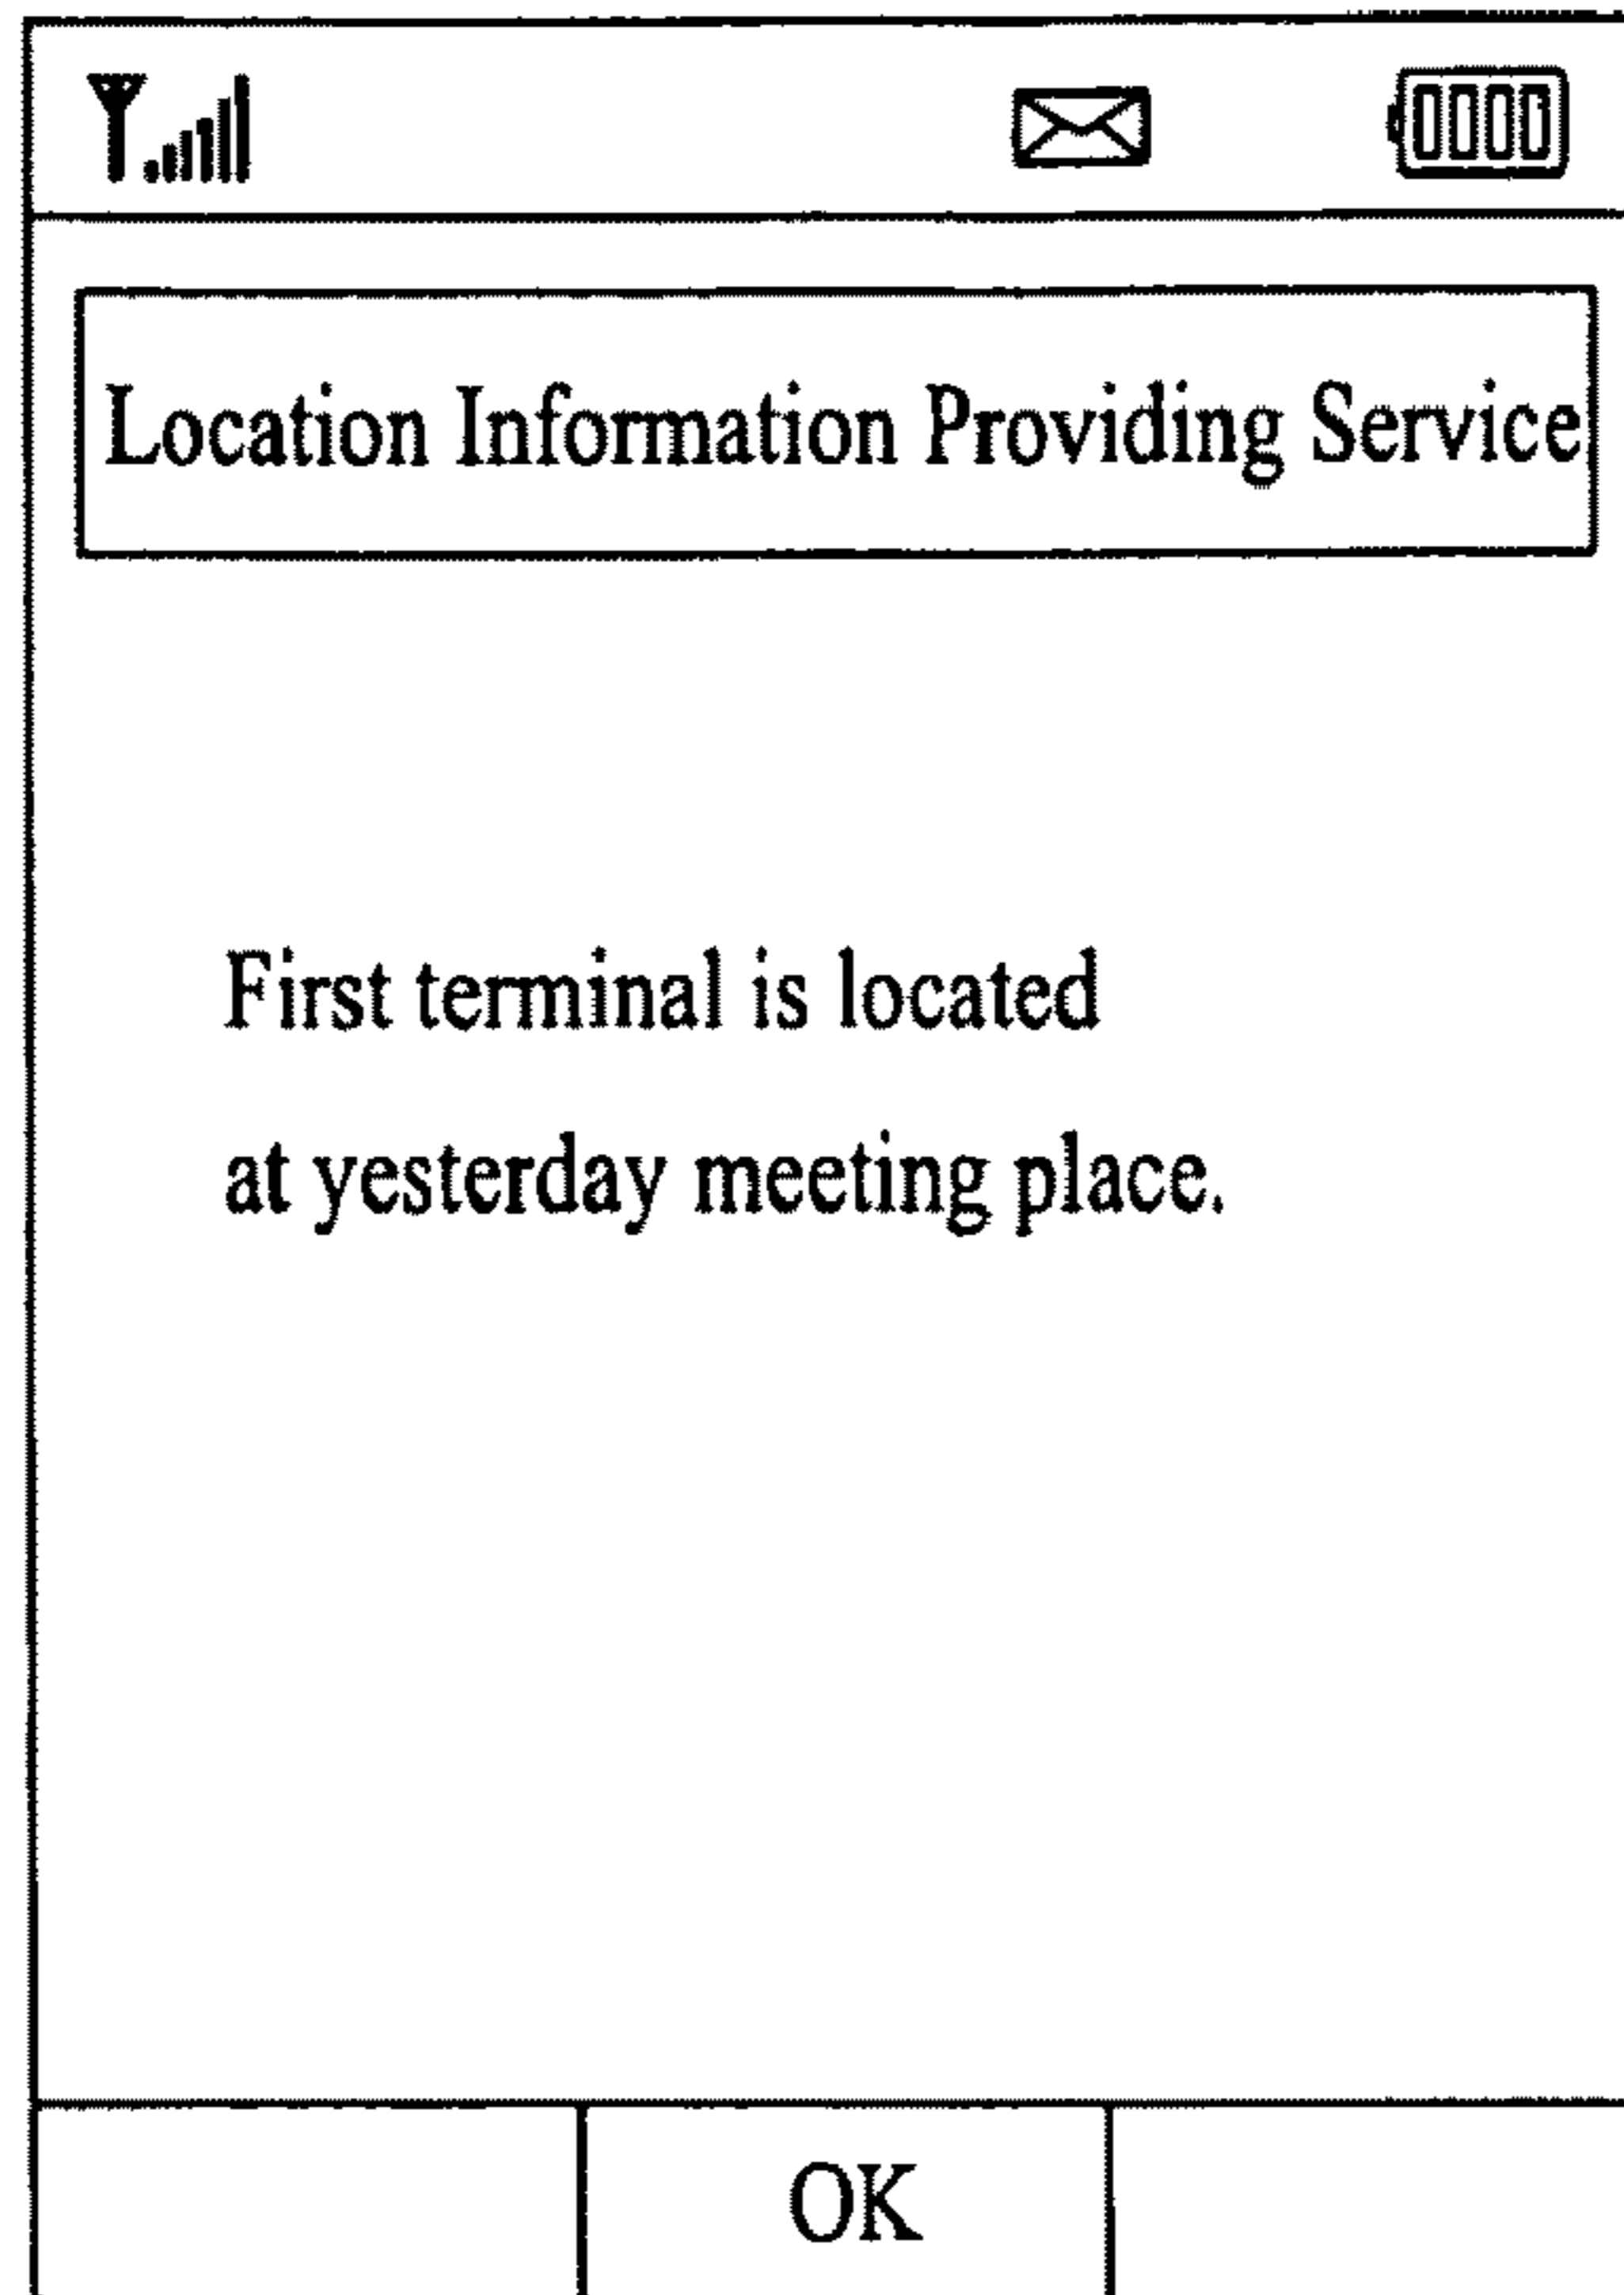 Location Information Providing Service
First terminal is located
at yesterday meeting place.
OK